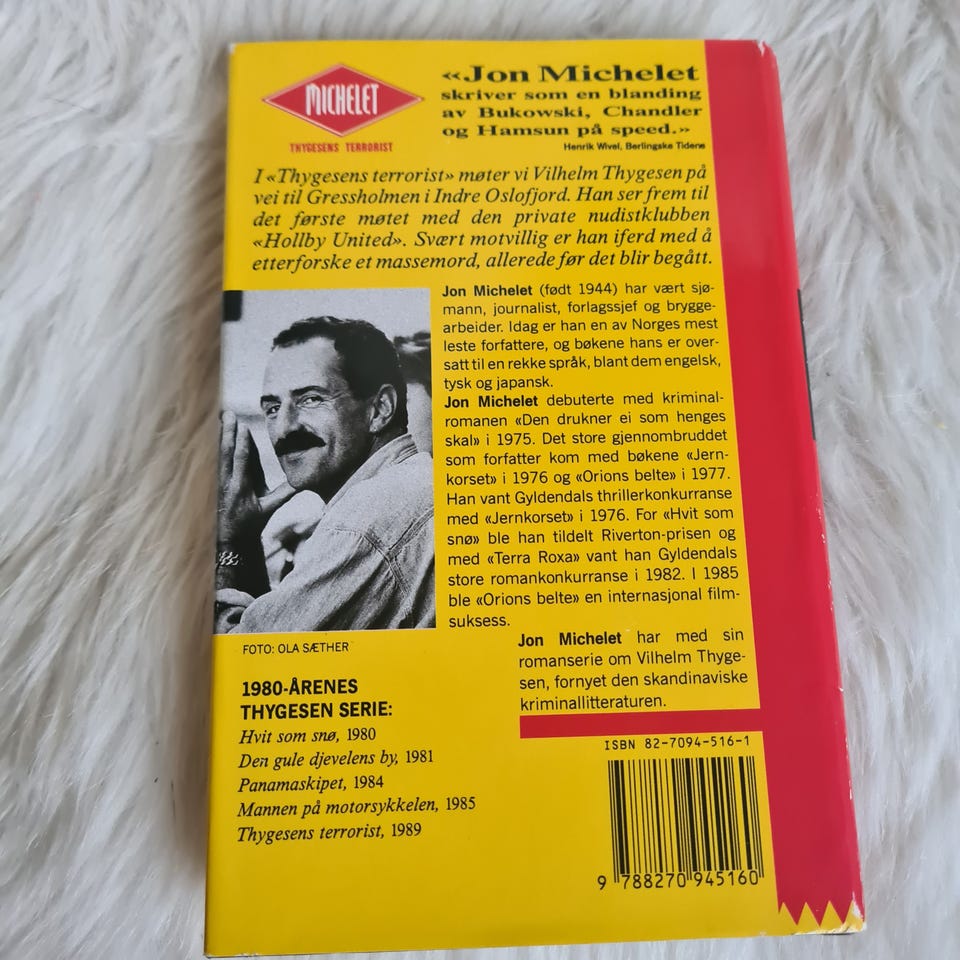 MICHELET
THYGESENS TERRORIST
«Jon Michelet
skriver som en blanding
av Bukowski, Chandler
og Hamsun på speed.»
Henrik Wivel, Berlingske Tidene
I «Thygesens terrorist» møter vi Vilhelm Thygesen på
vei til Gressholmen i Indre Oslofjord. Han ser frem til
det første møtet med den private nudistklubben
«Hollby United». Svært motvillig er han iferd med å
etterforske et massemord, allerede før det blir begått.
Jon Michelet (født 1944) har vært sjø-
mann, journalist, forlagssjef og brygge-
arbeider. Idag er han en av Norges mest
leste forfattere, og bøkene hans er over-
satt til en rekke språk, blant dem engelsk,
tysk og japansk.
Jon Michelet debuterte med kriminal-
romanen «Den drukner ei som henges
skal» i 1975. Det store gjennombruddet
som forfatter kom med bøkene «Jern-
korset» i 1976 og «Orions belte» i 1977.
Han vant Gyldendals thrillerkonkurranse
med «Jernkorset» i 1976. For «Hvit som
snø» ble han tildelt Riverton-prisen og
med «Terra Roxa» vant han Gyldendals
store romankonkurranse i 1982. I 1985
ble «Orions belte» en internasjonal film-
suksess.
Jon Michelet har med sin
romanserie om Vilhelm Thyge-
sen, fornyet den skandinaviske
kriminallitteraturen.
FOTO: OLA SÆTHER
1980-ÅRENES
THYGESEN SERIE:
Hvit som snø, 1980
Den gule djevelens by, 1981
Panamaskipet, 1984
Mannen på motorsykkelen, 1985
Thygesens terrorist, 1989
ISBN 82-7094-516-1
9 788270 945160